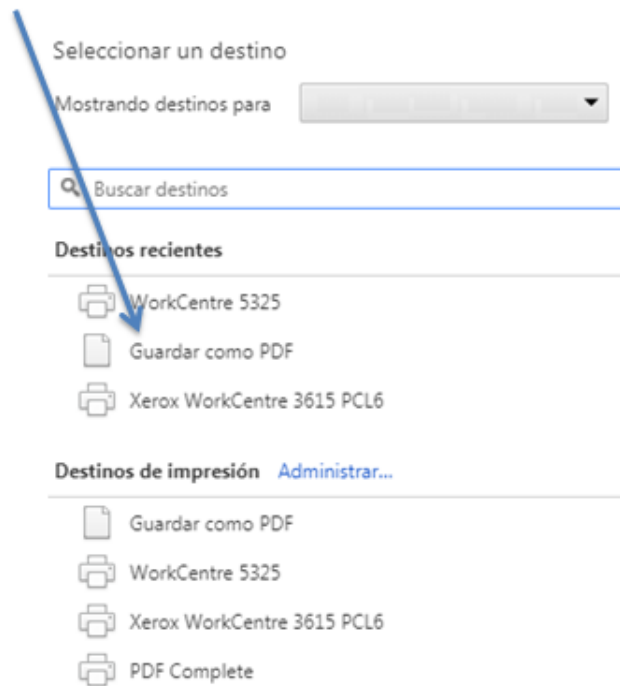 Seleccionar un destino
Mostrando destinos para
Buscar destinos
Destinos recientes
WorkCentre 5325
Guardar como PDF
Xerox WorkCentre 3615 PCL6
Destinos de impresión Administrar...
Guardar como PDF
WorkCentre 5325
Xerox WorkCentre 3615 PCL6
PDF Complete